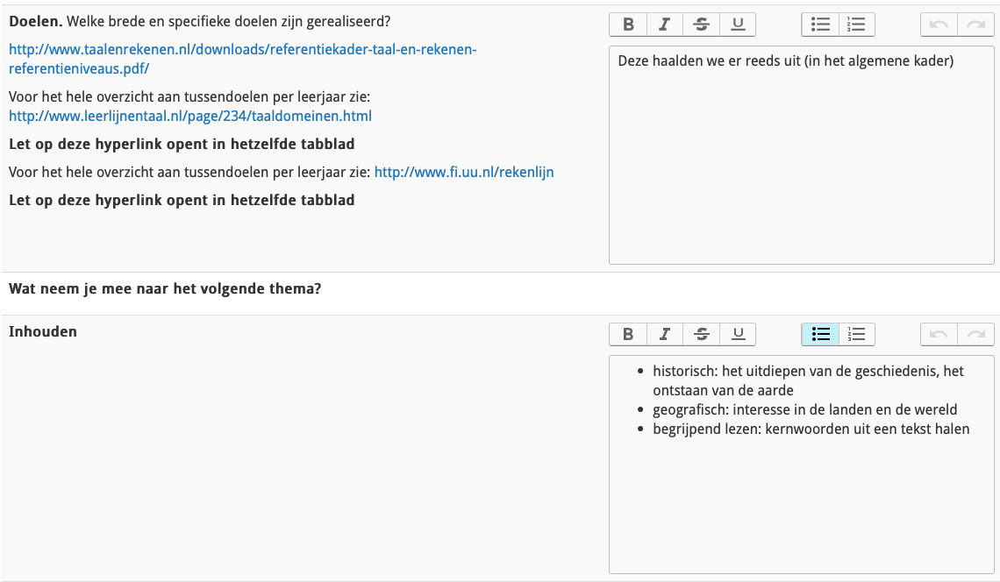 Doelen. Welke brede en specifieke doelen zijn gerealiseerd?
http://www.taalenrekenen.nl/downloads/referentiekader-taal-en-rekenen-
referentieniveaus.pdf/
Voor het hele overzicht aan tussendoelen per leerjaar zie:
http://www.leerlijnentaal.nl/page/234/taaldomeinen.html
Let op deze hyperlink opent in hetzelfde tabblad
Voor het hele overzicht aan tussendoelen per leerjaar zie: http://www.fi.uu.nl/rekenlijn
Let op deze hyperlink opent in hetzelfde tabblad
B I S U
Deze haalden we er reeds uit (in het algemene kader)
Wat neem je mee naar het volgende thema?
Inhouden
B I S U
• historisch: het uitdiepen van de geschiedenis, het
ontstaan van de aarde
• geografisch: interesse in de landen en de wereld
• begrijpend lezen: kernwoorden uit een tekst halen